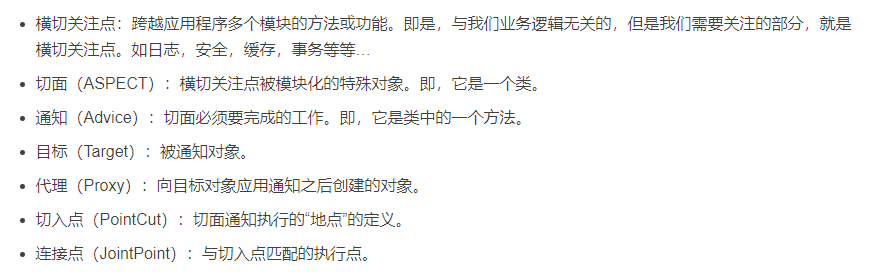 横切关注点：跨越应用程序多个模块的方法或功能。即是，与我们业务逻辑无关的，但是我们需要关注的部分，就是
横切关注点。如日志，安全，缓存，事务等等...
切面（ASPECT）：横切关注点被模块化的特殊对象。即，它是一个类。
通知（Advice）：切面必须要完成的工作。即，它是类中的一个方法。
目标（Target）：被通知对象。
代理（Proxy）：向目标对象应用通知之后创建的对象。
切入点（PointCut）：切面通知执行的“地点”的定义。
连接点（JointPoint）：与切入点匹配的执行点。